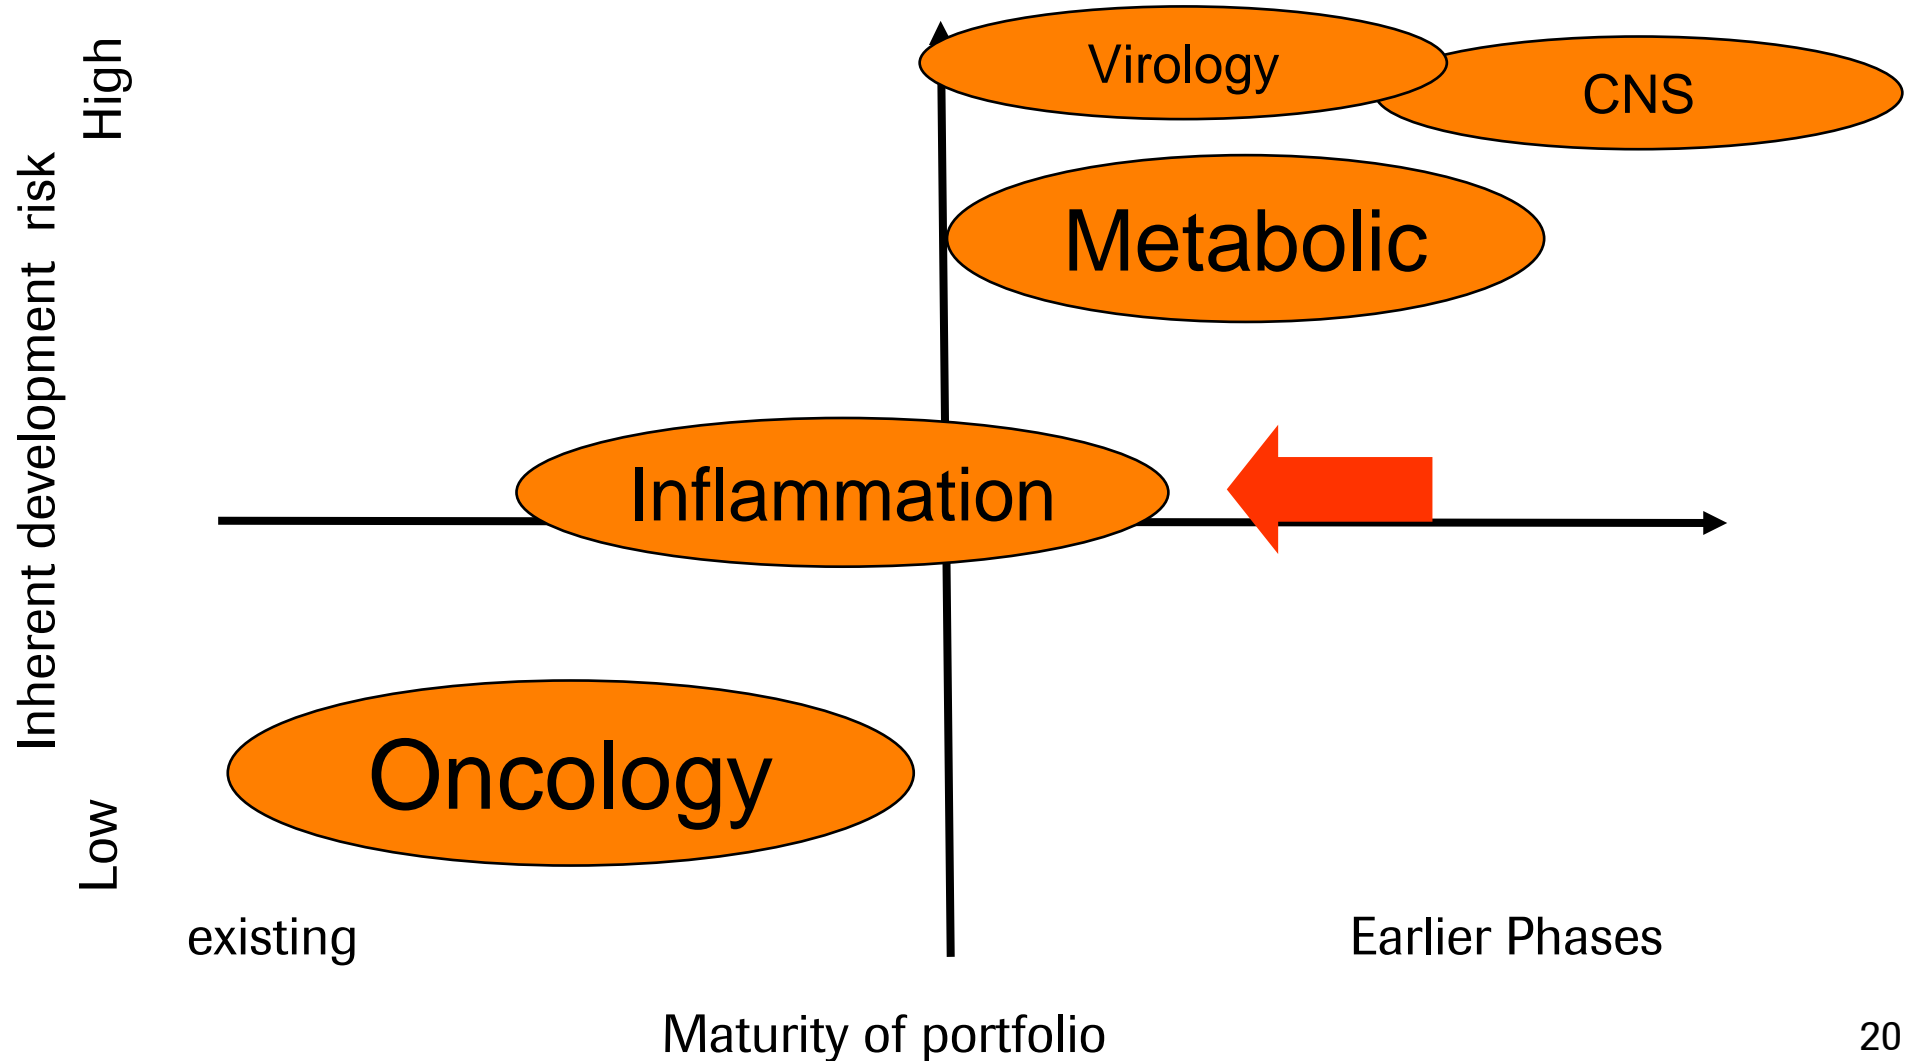 High
Inherent development risk
Low
Virology
CNS
Metabolic
Inflammation
Oncology
existing
Earlier Phases
Maturity of portfolio
20